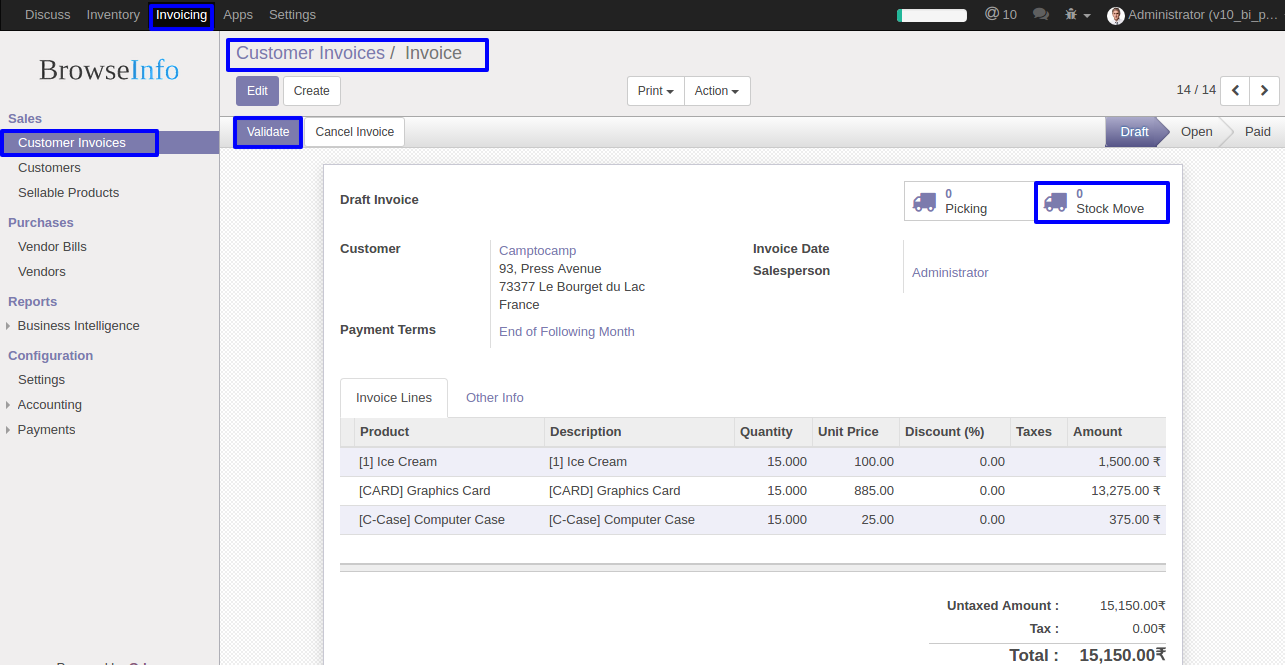 Discuss Inventory Invoicing Apps Settings @ 10 Administrator (v10_bi_p...
BrowseInfo
Customer Invoices / Invoice
Edit Create Print Action 14 / 14
Validate Cancel Invoice Draft Open Paid
Sales
Customer Invoices
Customers
Sellable Products
Purchases
Vendor Bills
Vendors
Reports
Business Intelligence
Configuration
Settings
Accounting
Payments
Draft Invoice
0 Picking
0 Stock Move
Customer
Camptocamp
93, Press Avenue
73377 Le Bourget du Lac
France
Payment Terms End of Following Month
Invoice Date
Salesperson Administrator
Invoice Lines Other Info
Product Description Quantity Unit Price Discount (%) Taxes Amount
[1] Ice Cream [1] Ice Cream 15.000 100.00 0.00 1,500.00 ₹
[CARD] Graphics Card [CARD] Graphics Card 15.000 885.00 0.00 13,275.00 ₹
[C-Case] Computer Case [C-Case] Computer Case 15.000 25.00 0.00 375.00 ₹
Untaxed Amount : 15,150.00₹
Tax : 0.00₹
Total : 15,150.00₹